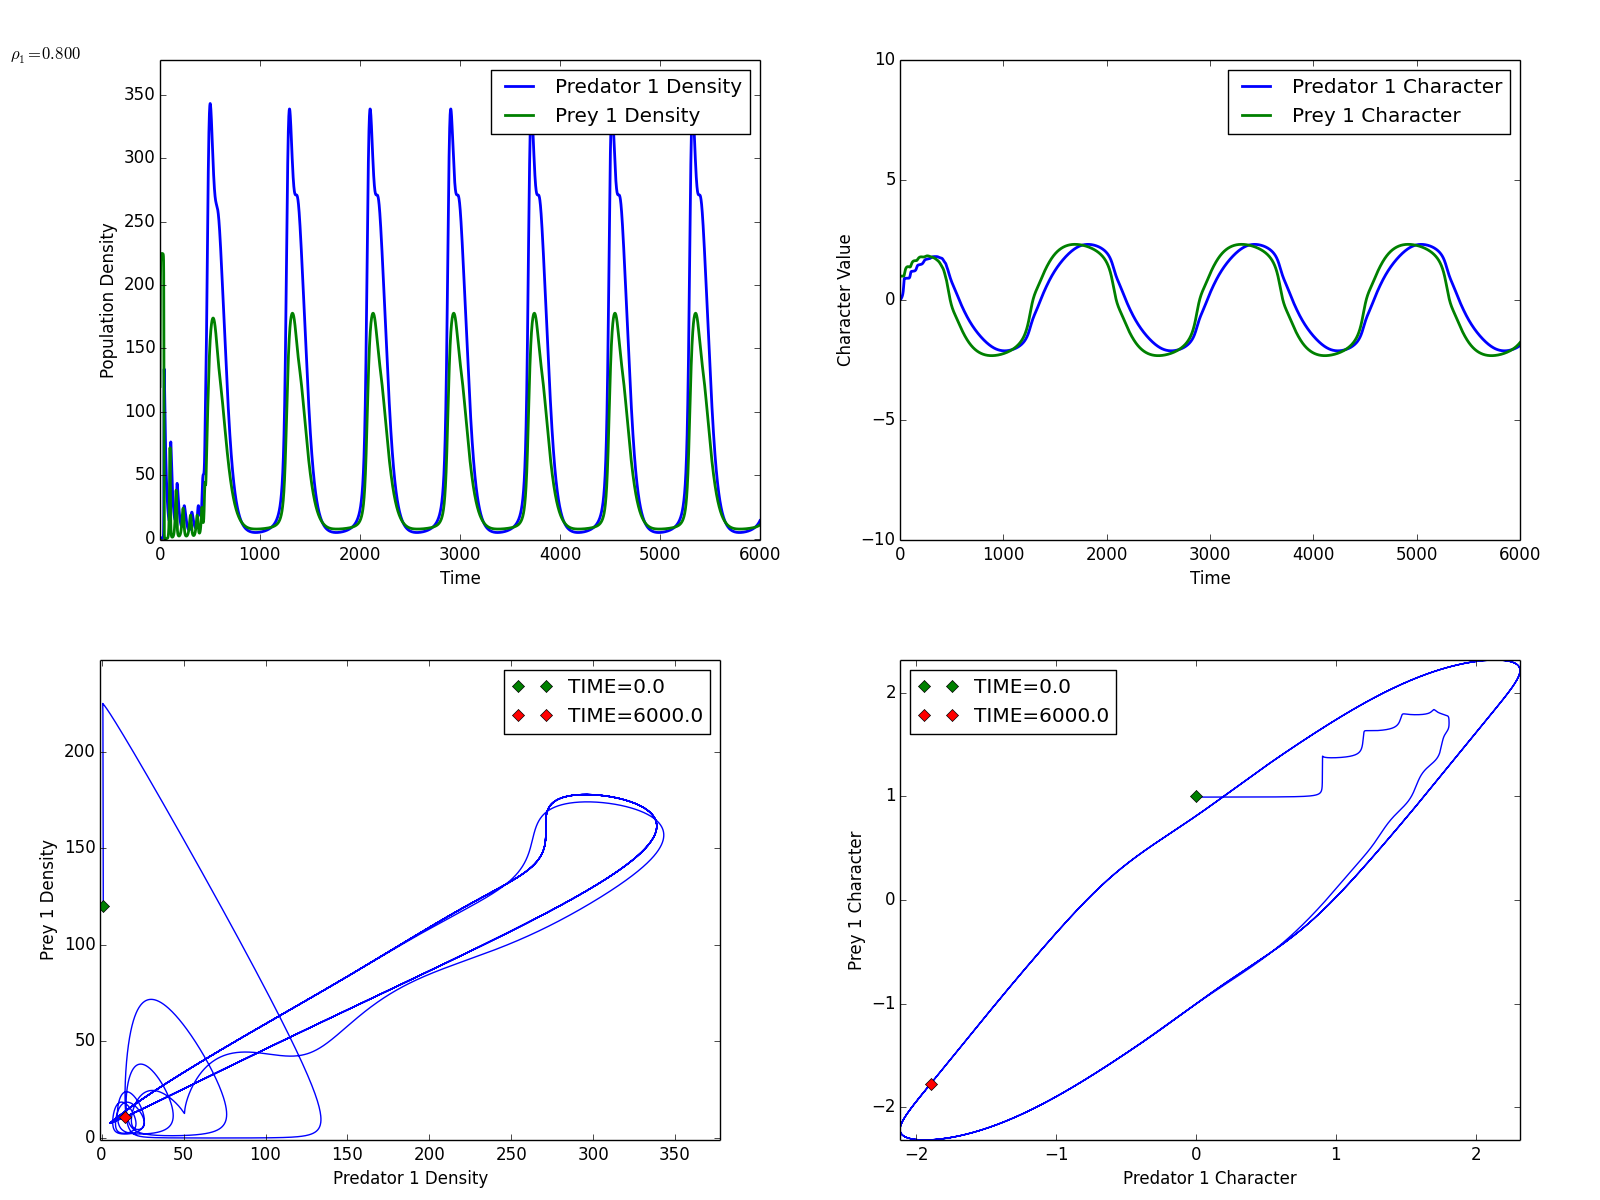 ρ₁=0.800
Predator 1 Density
Prey 1 Density
350
300
250
200
150
100
50
0
0 1000 2000 3000 4000 5000 6000
Population Density
Time
Predator 1 Character
Prey 1 Character
10
5
0
−5
−10
0 1000 2000 3000 4000 5000 6000
Character Value
Time
TIME=0.0
TIME=6000.0
200
150
100
50
0
0 50 100 150 200 250 300 350
Prey 1 Density
Predator 1 Density
TIME=0.0
TIME=6000.0
2
1
0
−1
−2
−2 −1 0 1 2
Prey 1 Character
Predator 1 Character